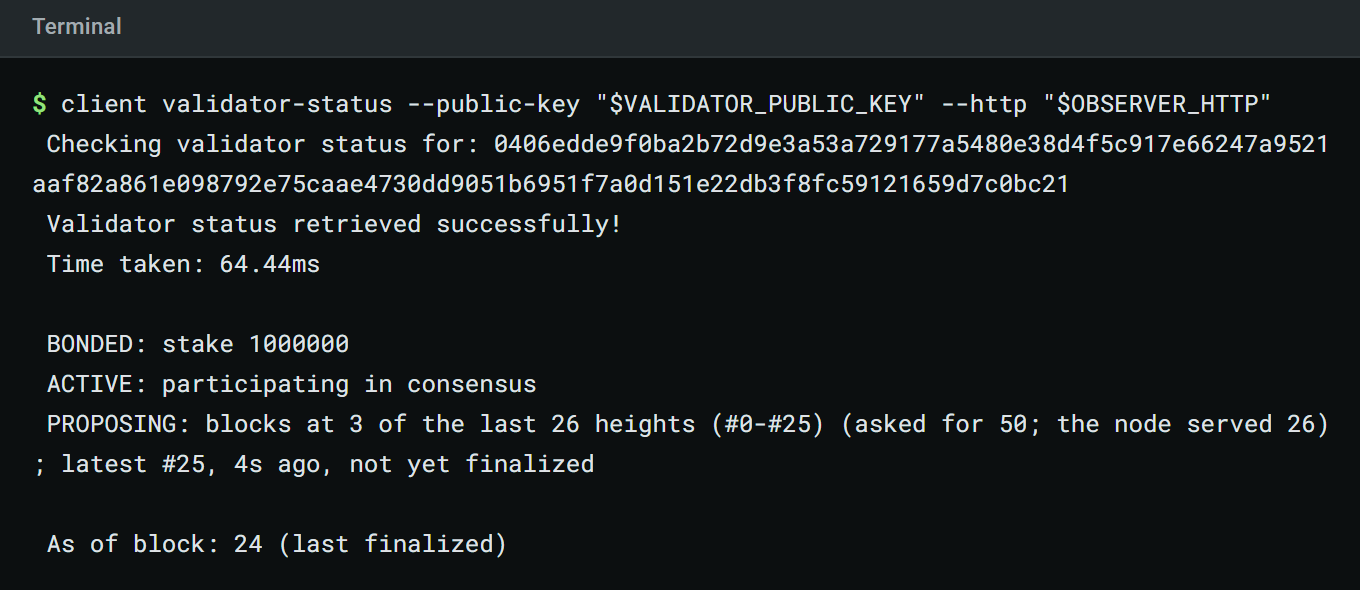 Terminal
$ client validator-status --public-key "$VALIDATOR_PUBLIC_KEY" --http "$OBSERVER_HTTP"
Checking validator status for: 0406edde9f0ba2b72d9e3a53a729177a5480e38d4f5c917e66247a9521
aaf82a861e098792e75caae4730dd9051b6951f7a0d151e22db3f8fc59121659d7c0bc21
Validator status retrieved successfully!
Time taken: 64.44ms
BONDED: stake 1000000
ACTIVE: participating in consensus
PROPOSING: blocks at 3 of the last 26 heights (#0-#25) (asked for 50; the node served 26)
; latest #25, 4s ago, not yet finalized
As of block: 24 (last finalized)